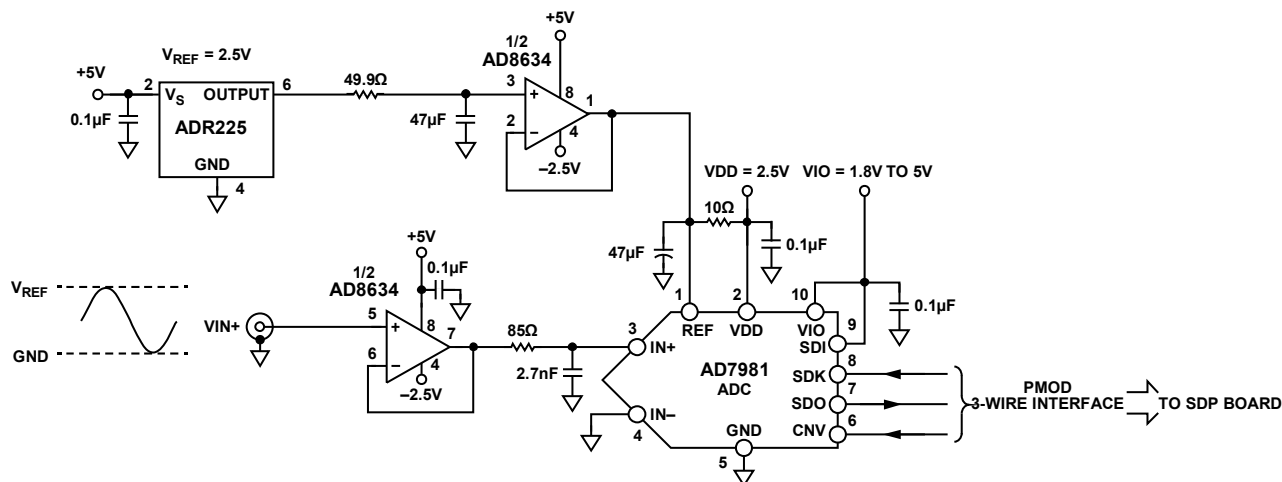 +5V
1/2
AD8634
VREF = 2.5V
+5V
2
VS
OUTPUT
6
49.9Ω
3
+
8
1
0.1µF
ADR225
47µF
2
–
4
–2.5V
GND
4
VDD = 2.5V
VIO = 1.8V TO 5V
10Ω
47µF
0.1µF
+5V
1/2
AD8634
0.1µF
VREF
VIN+
GND
5
+
8
7
6
–
4
–2.5V
85Ω
2.7nF
1
2
10
0.1µF
REF
VDD
VIO
9
SDI
3
IN+
AD7981
ADC
8
SDK
7
SDO
6
CNV
IN–
4
GND
5
PMOD
3-WIRE INTERFACE
TO SDP BOARD